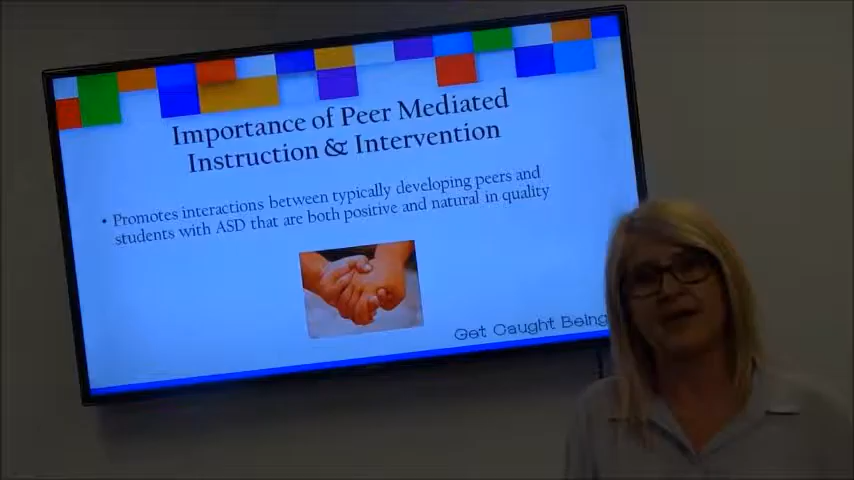 Importance of Peer Mediated
Instruction & Intervention
• Promotes interactions between typically developing peers and
students with ASD that are both positive and natural in quality
Get Caught Being